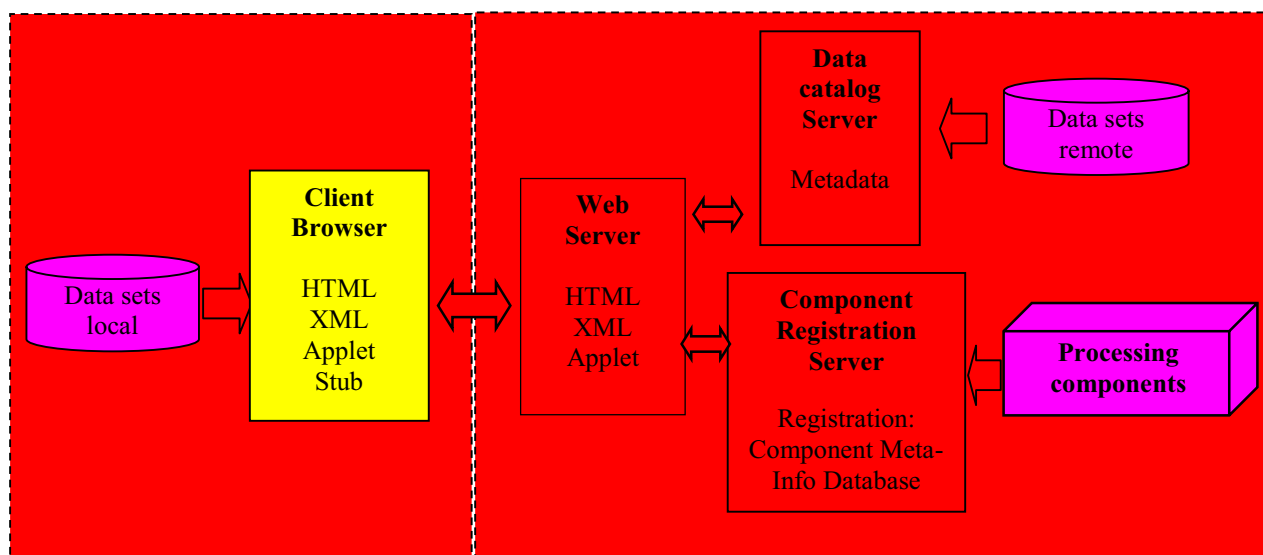 Data sets
local
Client
Browser
HTML
XML
Applet
Stub
Web
Server
HTML
XML
Applet
Data
catalog
Server
Metadata
Data sets
remote
Component
Registration
Server
Registration:
Component Meta-
Info Database
Processing
components